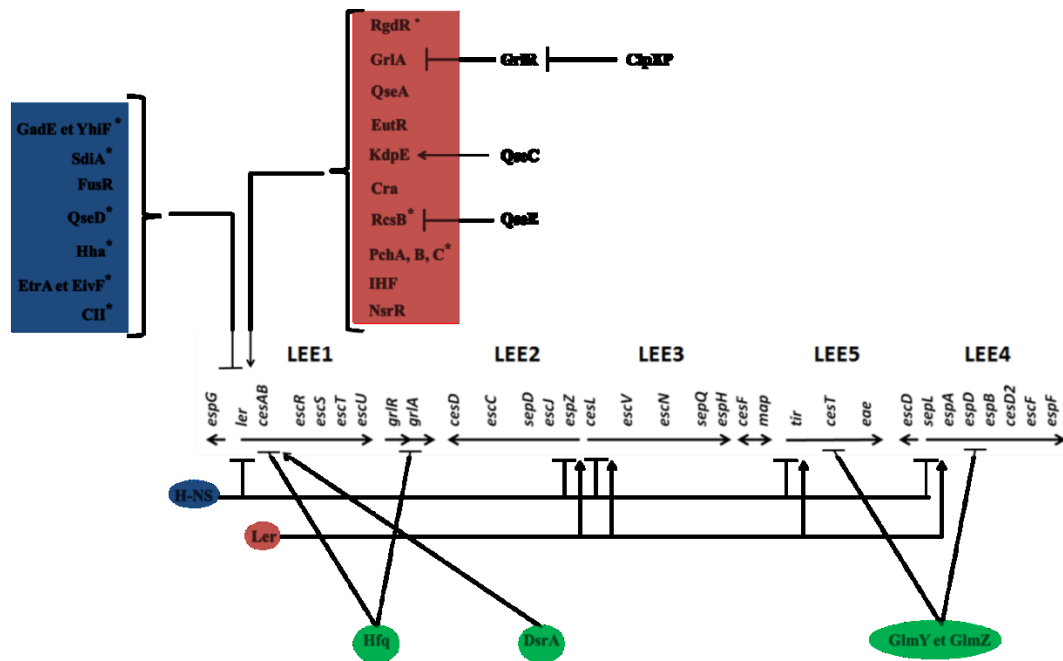 RgdR *
GrlA
GrlR
ClpXP
QseA
EutR
KdpE
QseC
Cra
RcsB*
QseE
PchA, B, C*
IHF
NsrR
GadE et YhiF*
SdiA*
FusR
QseD*
Hha*
EtrA et EivF*
CII*
LEE1
LEE2
LEE3
LEE5
LEE4
espG
ler
cesAB
escR
escS
escT
escU
grlR
grlA
cesD
escC
sepD
escJ
espZ
cesL
escV
escN
sepQ
espH
cesF
map
tir
cesT
eae
escD
sepL
espA
espD
espB
cesD2
escF
espF
H-NS
Ler
Hfq
DsrA
GlmY et GlmZ